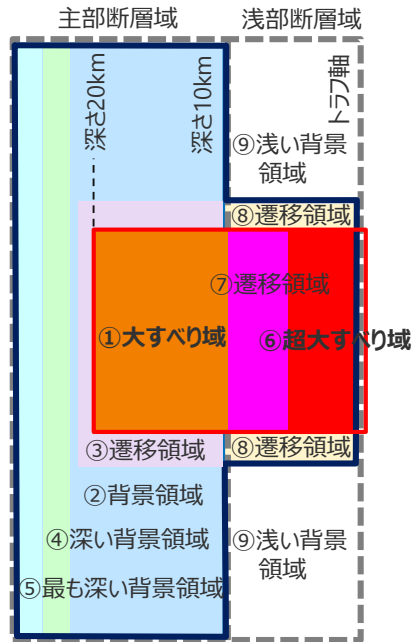 主部断層域
浅部断層域
深さ20km
深さ10km
トラフ軸
⑨浅い背景
領域
⑧遷移領域
⑦遷移領域
①大すべり域
⑥超大すべり域
③遷移領域
⑧遷移領域
②背景領域
④深い背景領域
⑨浅い背景
領域
⑤最も深い背景領域